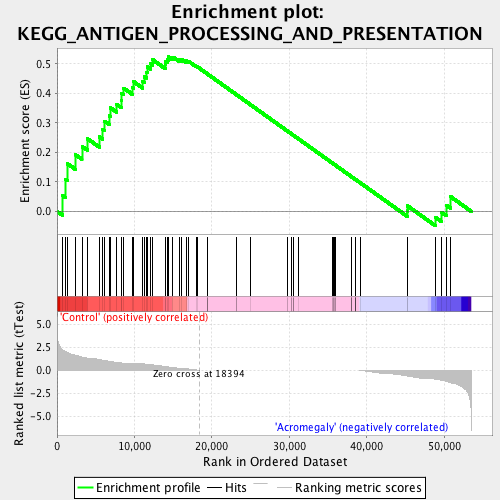 Enrichment plot:
KEGG_ANTIGEN_PROCESSING_AND_PRESENTATION
Enrichment score (ES)
0.5
0.4
0.3
0.2
0.1
0.0
Ranked list metric (tTest)
5.0
2.5
0.0
-2.5
-5.0
'Control' (positively correlated)
Zero cross at 18394
'Acromegaly' (negatively correlated)
0
10,000
20,000
30,000
40,000
50,000
Rank in Ordered Dataset
Enrichment profile
Hits
Ranking metric scores